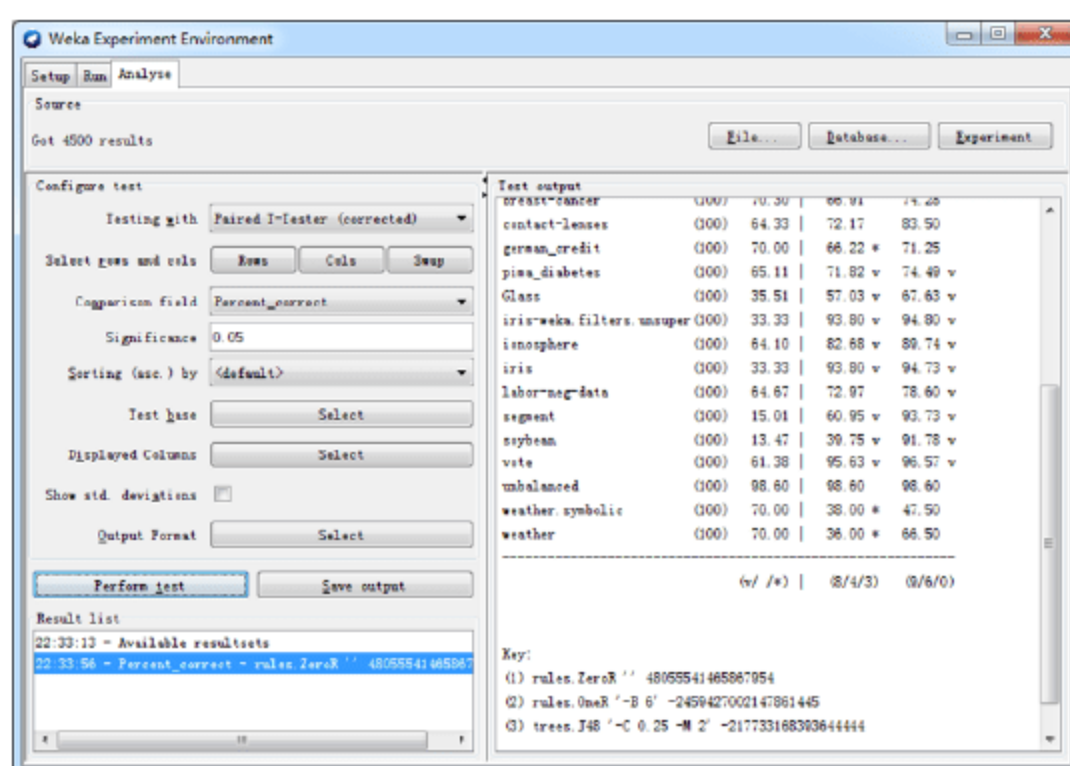 Weka Experiment Environment
Setup Run Analyse
Source
Got 4500 results
File... Database... Experiment
Configure test
Testing with Paired T-Tester (corrected)
Select rows and cols Rows Cols Swap
Comparison field Percent_correct
Significance 0.05
Sorting (asc.) by <default>
Test base Select
Displayed Columns Select
Show std. deviations
Output Format Select
Perform test Save output
Result list
22:33:13 - Available resultsets
22:33:56 - Percent_correct - rules.ZeroR '' 48055541465867
Test output
breast-cancer (100) 70.30 | 66.91 74.28
contact-lenses (100) 64.33 | 72.17 83.50
german_credit (100) 70.00 | 66.22 * 71.25
pima_diabetes (100) 65.11 | 71.82 v 74.49 v
Glass (100) 35.51 | 57.03 v 67.63 v
iris-weka.filters.unsuper (100) 33.33 | 93.80 v 94.80 v
ionosphere (100) 64.10 | 82.68 v 89.74 v
iris (100) 33.33 | 93.80 v 94.73 v
labor-neg-data (100) 64.67 | 72.97 78.60 v
segment (100) 15.01 | 60.95 v 93.73 v
soybean (100) 13.47 | 39.75 v 91.78 v
vote (100) 61.38 | 95.63 v 96.57 v
unbalanced (100) 98.60 | 98.60 98.60
weather.symbolic (100) 70.00 | 38.00 * 47.50
weather (100) 70.00 | 36.00 * 66.50
(v/ /*) | (8/4/3) (9/6/0)
Key:
(1) rules.ZeroR '' 48055541465867954
(2) rules.OneR '-B 6' -2459427002147861445
(3) trees.J48 '-C 0.25 -M 2' -217733168393644444